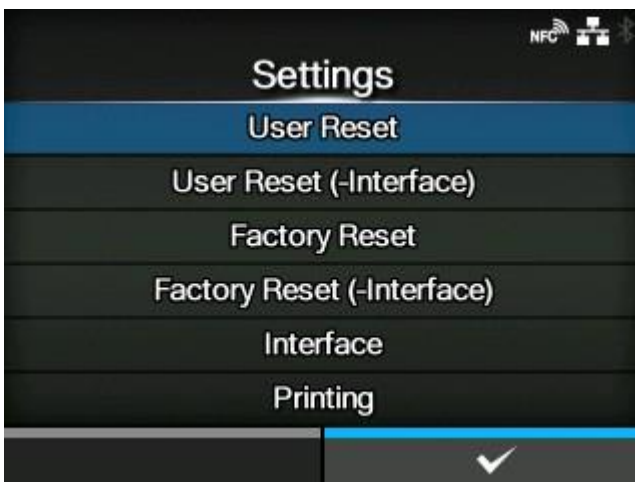 NFC
Settings
User Reset
User Reset (-Interface)
Factory Reset
Factory Reset (-Interface)
Interface
Printing